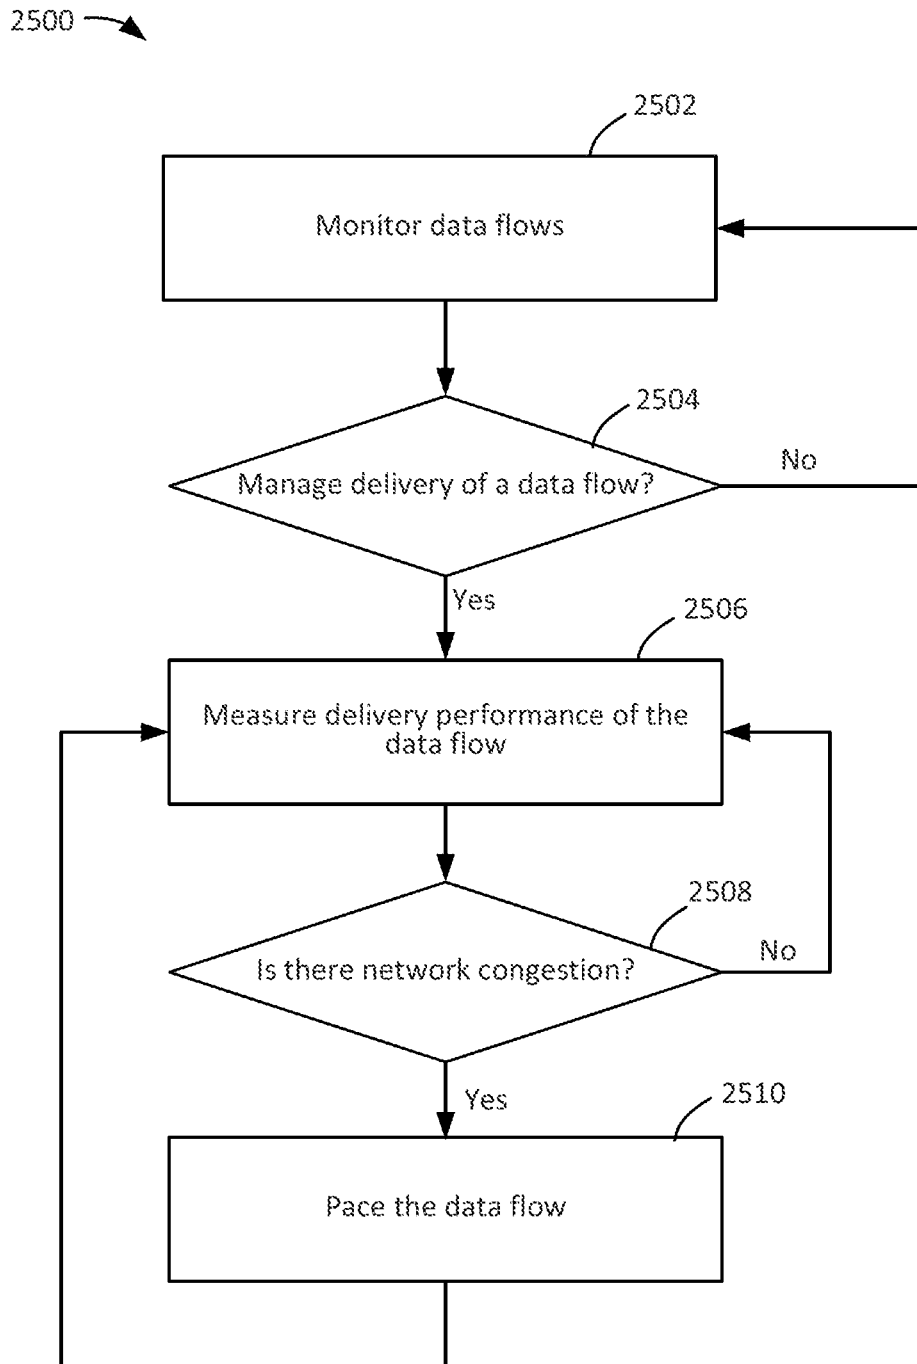 2500
2502
Monitor data flows
2504
Manage delivery of a data flow?
No
Yes
2506
Measure delivery performance of the
data flow
2508
Is there network congestion?
No
Yes
2510
Pace the data flow